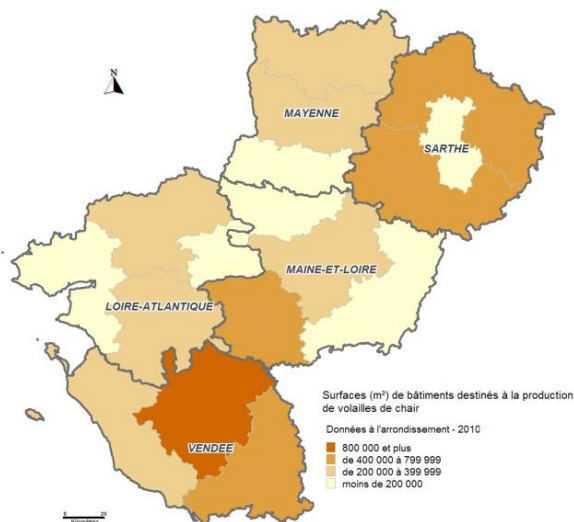 N
MAYENNE
SARTHE
MAINE-ET-LOIRE
LOIRE-ATLANTIQUE
VENDEE
Surfaces (m²) de bâtiments destinés à la production
de volailles de chair
Données à l'arrondissement - 2010
800 000 et plus
de 400 000 à 799 999
de 200 000 à 399 999
moins de 200 000
0 20
Kilomètres